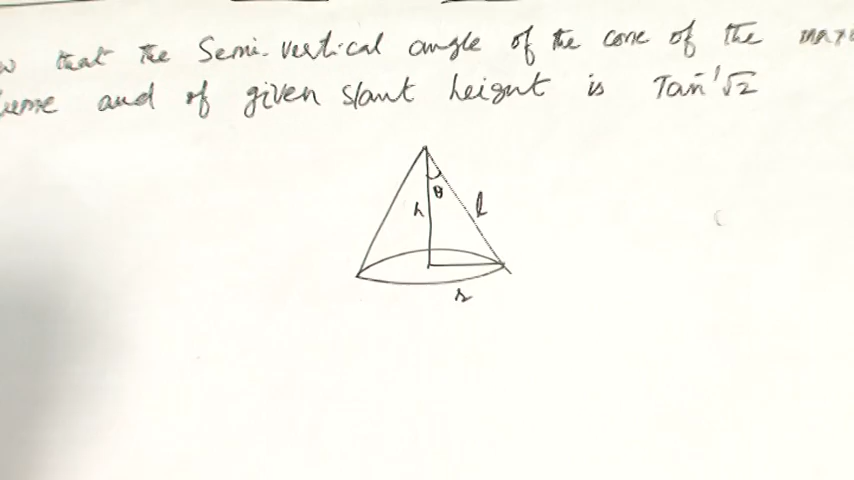 that the Semi-vertical angle of the cone of the
and of given slant height is Tan⁻¹√2
θ
h
l
r